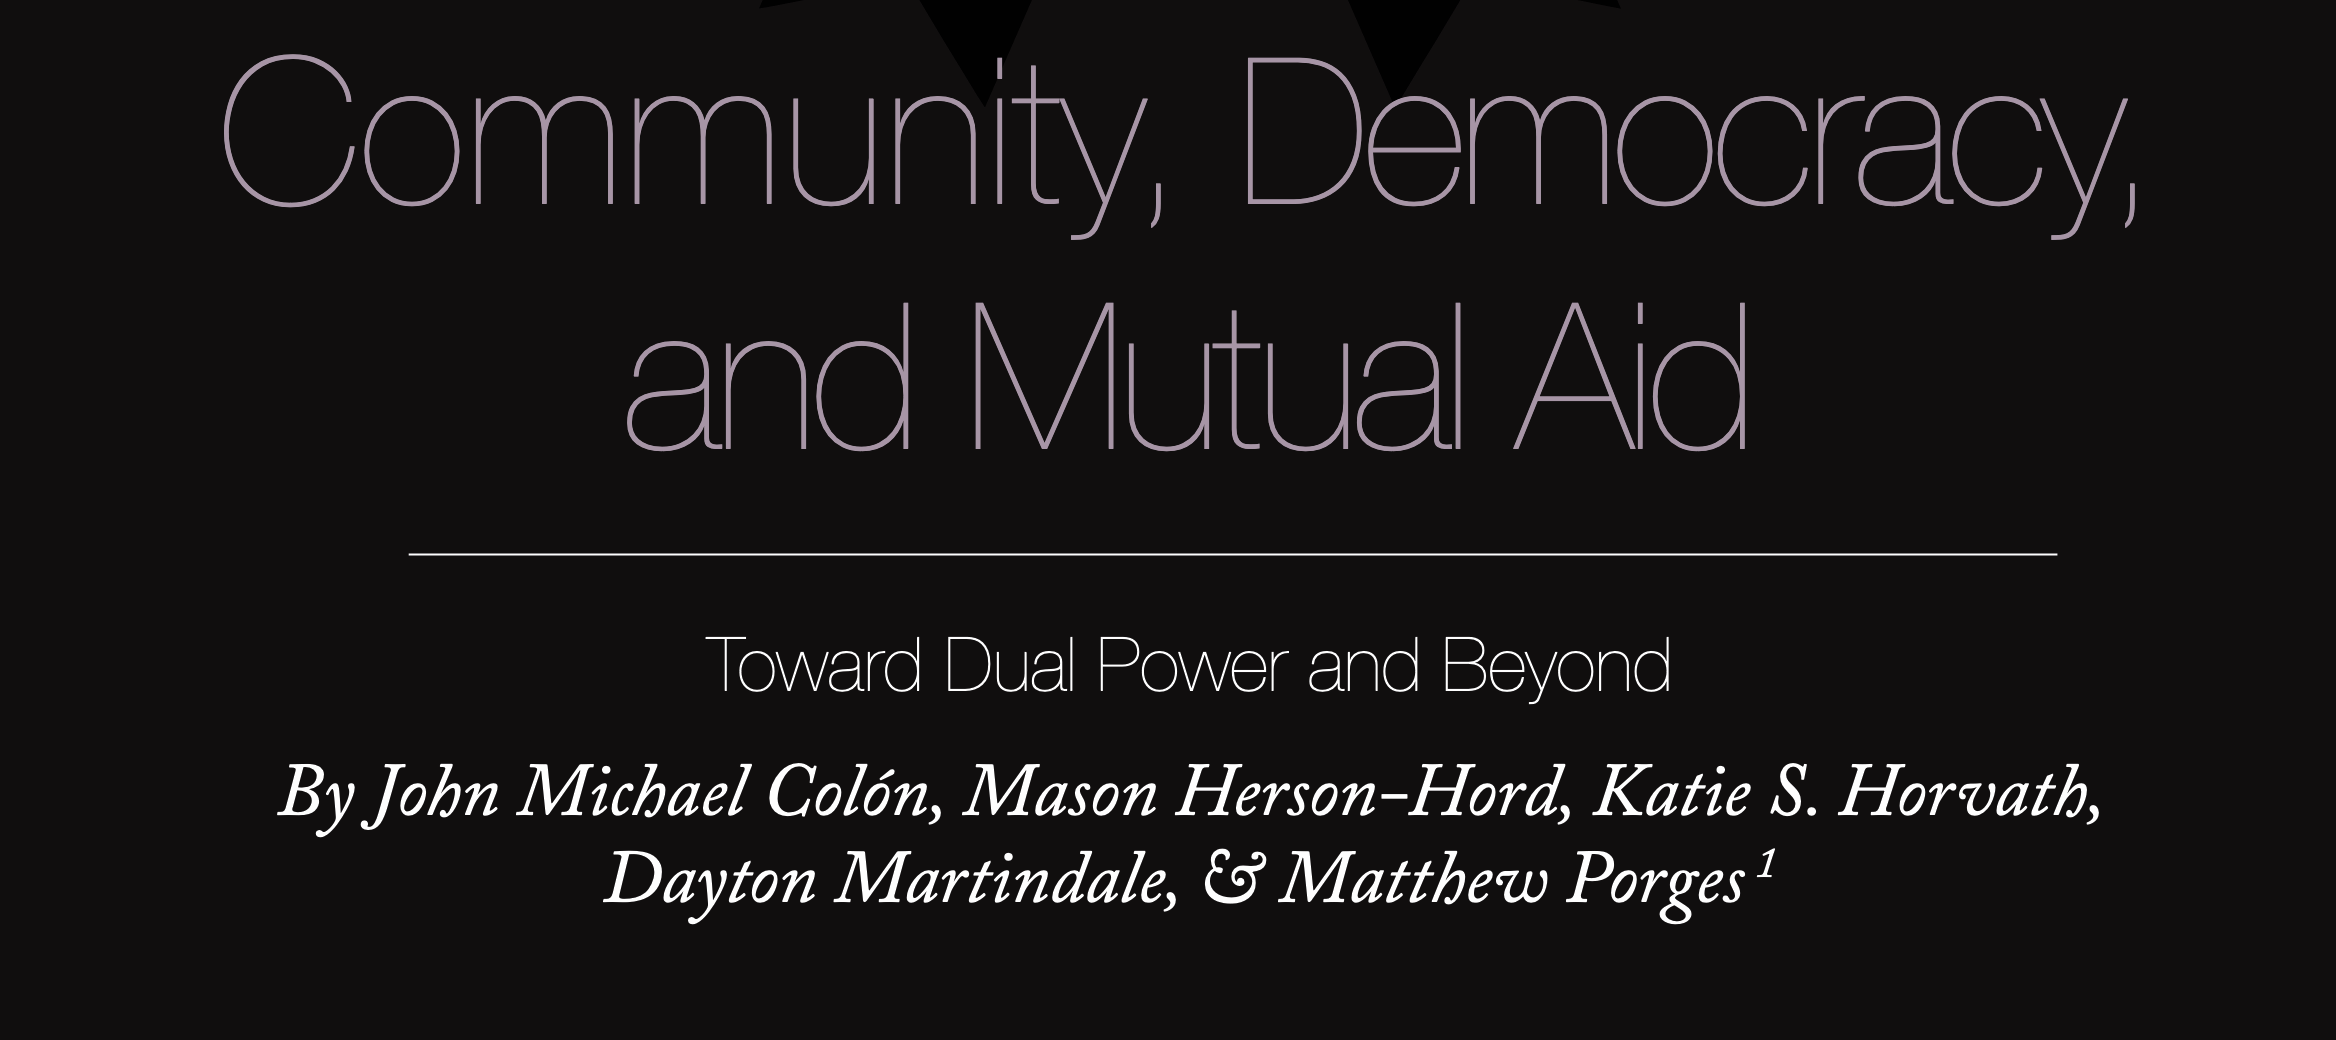 Community, Democracy,
and Mutual Aid
Toward Dual Power and Beyond
By John Michael Colón, Mason Herson-Hord, Katie S. Horvath,
Dayton Martindale, & Matthew Porges ¹